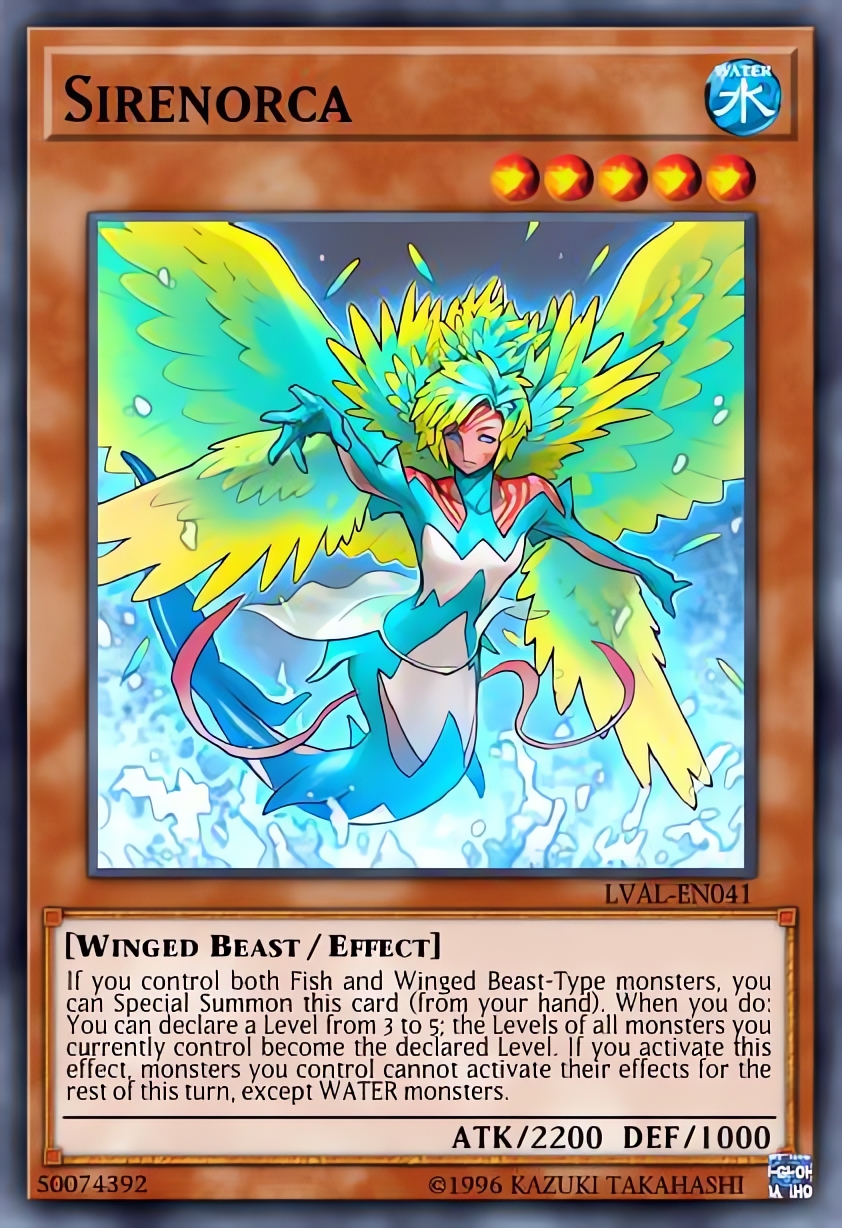 SIRENORCA
WATER
水
LVAL-EN041
[WINGED BEAST / EFFECT]
If you control both Fish and Winged Beast-Type monsters, you
can Special Summon this card (from your hand). When you do:
You can declare a Level from 3 to 5; the Levels of all monsters you
currently control become the declared Level. If you activate this
effect, monsters you control cannot activate their effects for the
rest of this turn, except WATER monsters.
ATK/2200 DEF/1000
50074392
©1996 KAZUKI TAKAHASHI